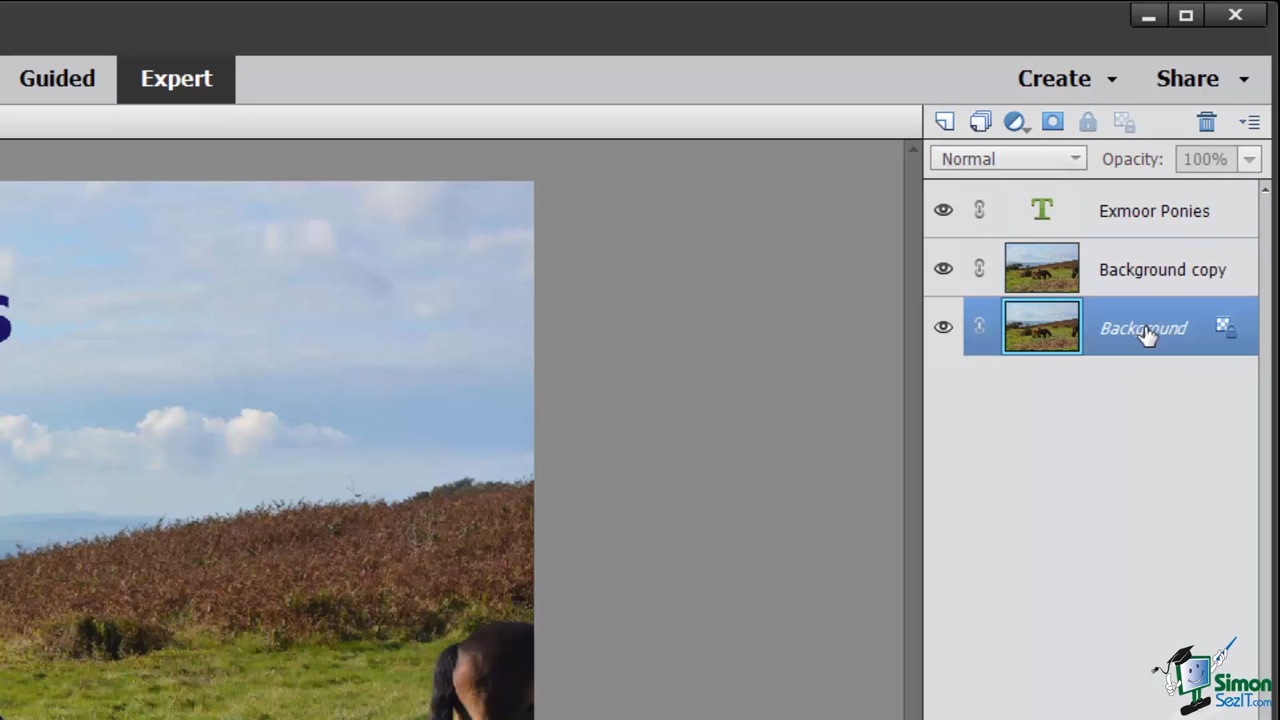 Guided Expert Create Share
Normal Opacity: 100%
T Exmoor Ponies
Background copy
s
Background
Simon
SezIT.com